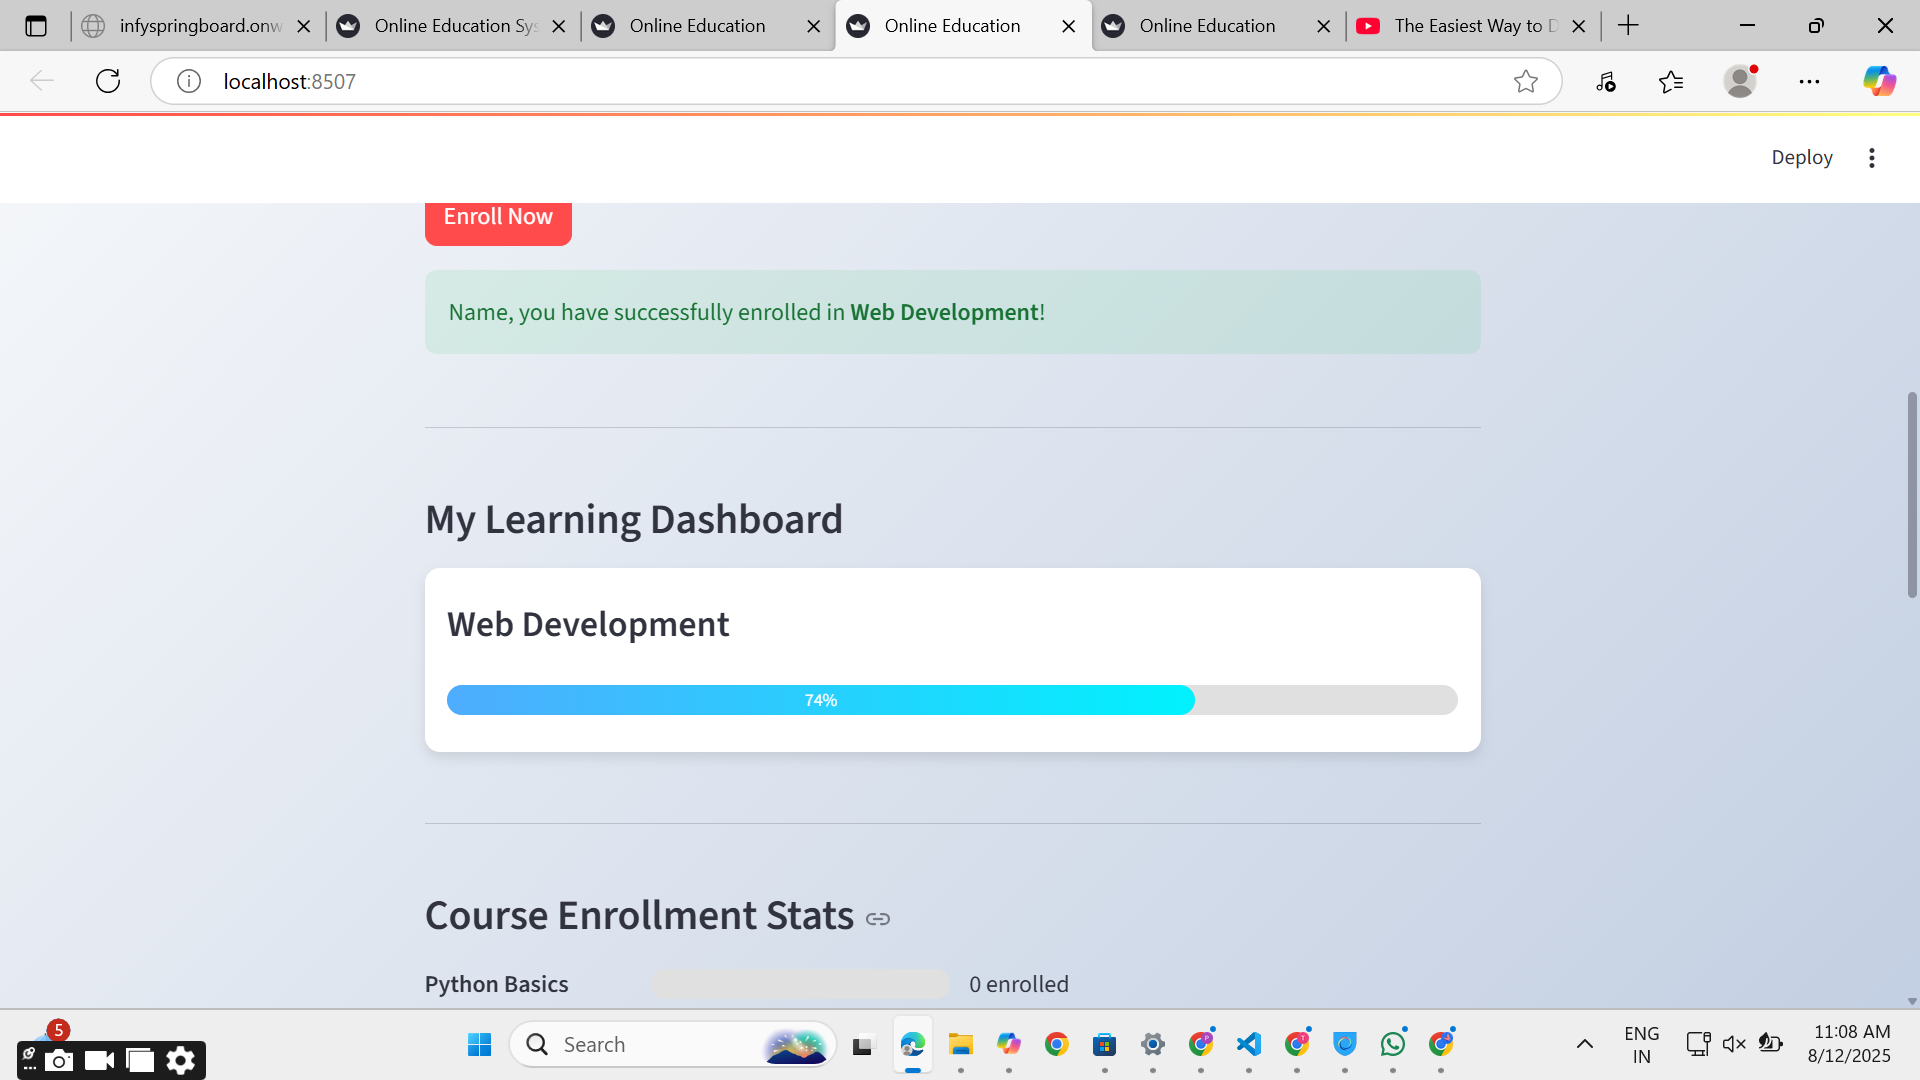 infyspringboard.onw
Online Education Sys
Online Education
Online Education
Online Education
The Easiest Way to D
localhost:8507
Deploy
Enroll Now
Name, you have successfully enrolled in Web Development!
My Learning Dashboard
Web Development
74%
Course Enrollment Stats
Python Basics
0 enrolled
5
Search
ENG
IN
11:08 AM
8/12/2025